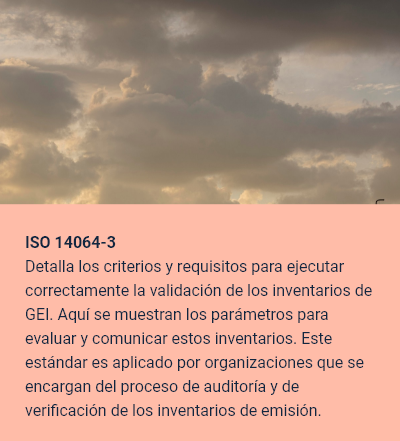 ISO 14064-3
Detalla los criterios y requisitos para ejecutar
correctamente la validación de los inventarios de
GEI. Aquí se muestran los parámetros para
evaluar y comunicar estos inventarios. Este
estándar es aplicado por organizaciones que se
encargan del proceso de auditoría y de
verificación de los inventarios de emisión.